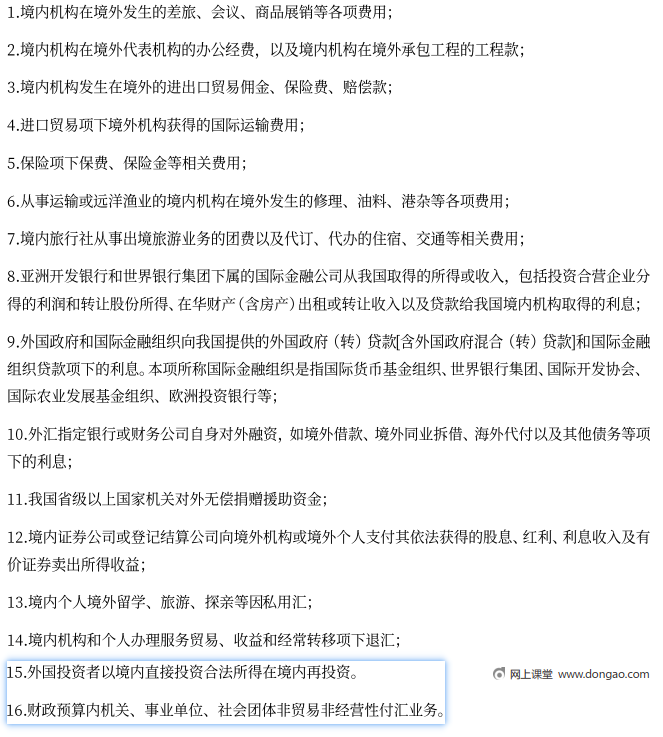 1.境内机构在境外发生的差旅、会议、商品展销等各项费用；
2.境内机构在境外代表机构的办公经费，以及境内机构在境外承包工程的工程款；
3.境内机构发生在境外的进出口贸易佣金、保险费、赔偿款；
4.进口贸易项下境外机构获得的国际运输费用；
5.保险项下保费、保险金等相关费用；
6.从事运输或远洋渔业的境内机构在境外发生的修理、油料、港杂等各项费用；
7.境内旅行社从事出境旅游业务的团费以及代订、代办的住宿、交通等相关费用；
8.亚洲开发银行和世界银行集团下属的国际金融公司从我国取得的所得或收入，包括投资合营企业分
得的利润和转让股份所得、在华财产（含房产）出租或转让收入以及贷款给我国境内机构取得的利息；
9.外国政府和国际金融组织向我国提供的外国政府（转）贷款[含外国政府混合（转）贷款]和国际金融
组织贷款项下的利息。本项所称国际金融组织是指国际货币基金组织、世界银行集团、国际开发协会、
国际农业发展基金组织、欧洲投资银行等；
10.外汇指定银行或财务公司自身对外融资，如境外借款、境外同业拆借、海外代付以及其他债务等项
下的利息；
11.我国省级以上国家机关对外无偿捐赠援助资金；
12.境内证券公司或登记结算公司向境外机构或境外个人支付其依法获得的股息、红利、利息收入及有
价证券卖出所得收益；
13.境内个人境外留学、旅游、探亲等因私用汇；
14.境内机构和个人办理服务贸易、收益和经常转移项下退汇；
15.外国投资者以境内直接投资合法所得在境内再投资。
网上课堂 www.dongao.com
16.财政预算内机关、事业单位、社会团体非贸易非经营性付汇业务。